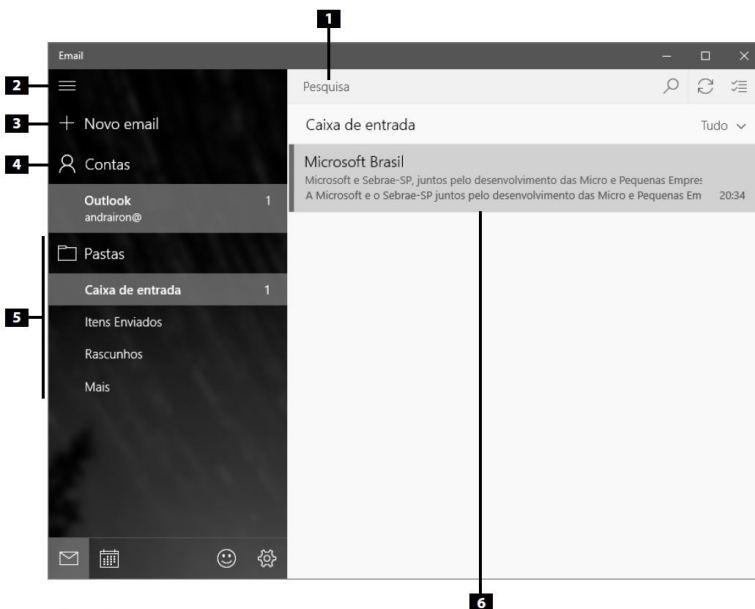 1
Email
2
Pesquisa
3
Novo email
Caixa de entrada
Tudo
4
Contas
Microsoft Brasil
Microsoft e Sebrae-SP, juntos pelo desenvolvimento das Micro e Pequenas Empres
A Microsoft e o Sebrae-SP juntos pelo desenvolvimento das Micro e Pequenas Em 20:34
Outlook 1
andrairon@
Pastas
Caixa de entrada 1
5
Itens Enviados
Rascunhos
Mais
6